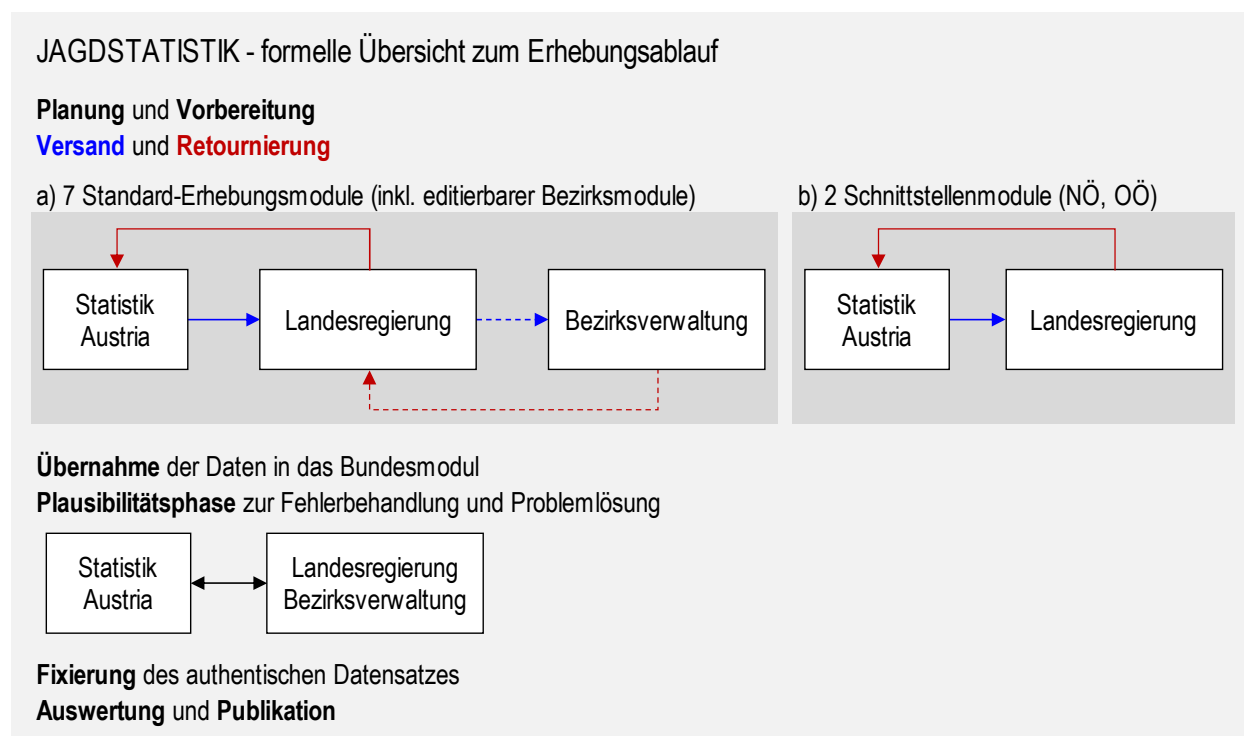 JAGDSTATISTIK - formelle Übersicht zum Erhebungsablauf
Planung und Vorbereitung
Versand und Retournierung
a) 7 Standard-Erhebungsmodule (inkl. editierbarer Bezirksmodule)
Statistik
Austria
Landesregierung
Bezirksverwaltung
b) 2 Schnittstellenmodule (NÖ, OÖ)
Statistik
Austria
Landesregierung
Übernahme der Daten in das Bundesmodul
Plausibilitätsphase zur Fehlerbehandlung und Problemlösung
Statistik
Austria
Landesregierung
Bezirksverwaltung
Fixierung des authentischen Datensatzes
Auswertung und Publikation